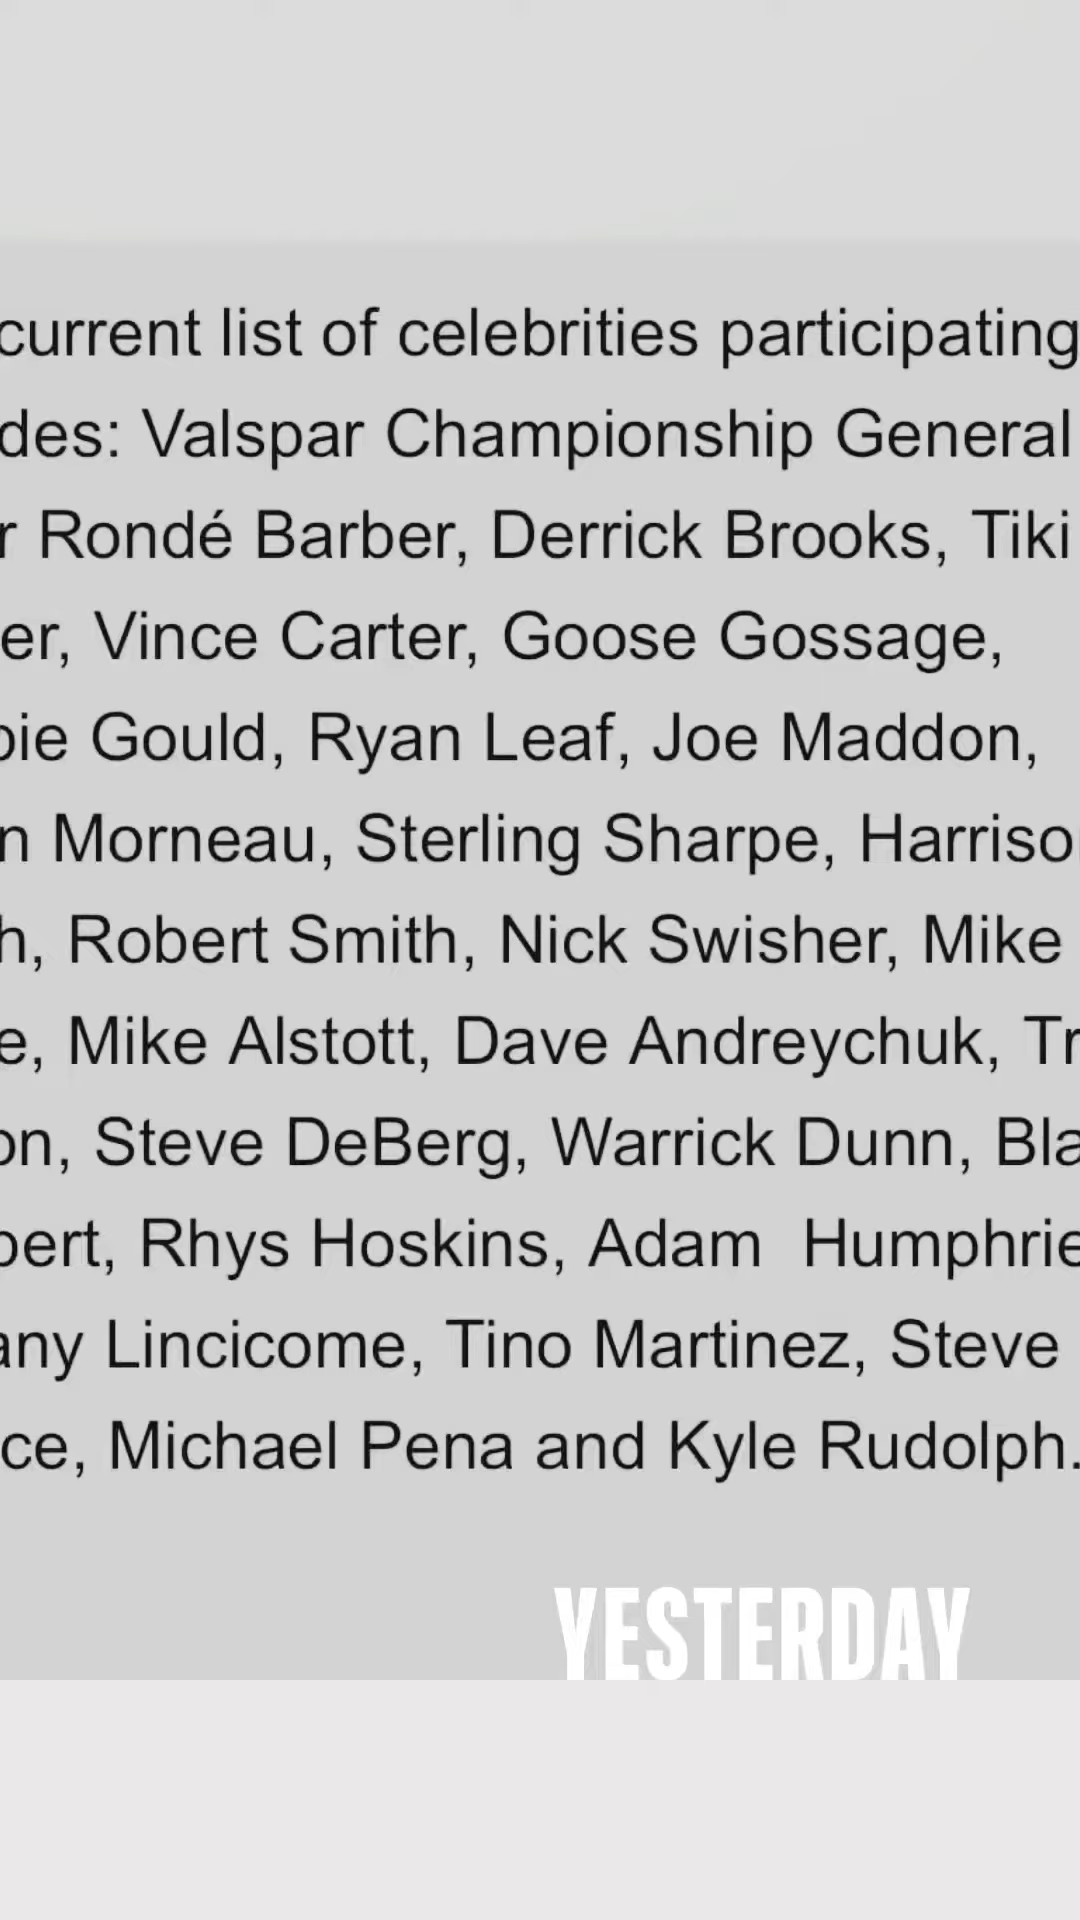 current list of celebrities participating
des: Valspar Championship General
r Rondé Barber, Derrick Brooks, Tiki
er, Vince Carter, Goose Gossage,
bie Gould, Ryan Leaf, Joe Maddon,
n Morneau, Sterling Sharpe, Harriso
h, Robert Smith, Nick Swisher, Mike
e, Mike Alstott, Dave Andreychuk, Tr
on, Steve DeBerg, Warrick Dunn, Bla
bert, Rhys Hoskins, Adam  Humphrie
any Lincicome, Tino Martinez, Steve
ce, Michael Pena and Kyle Rudolph.
YESTERDAY